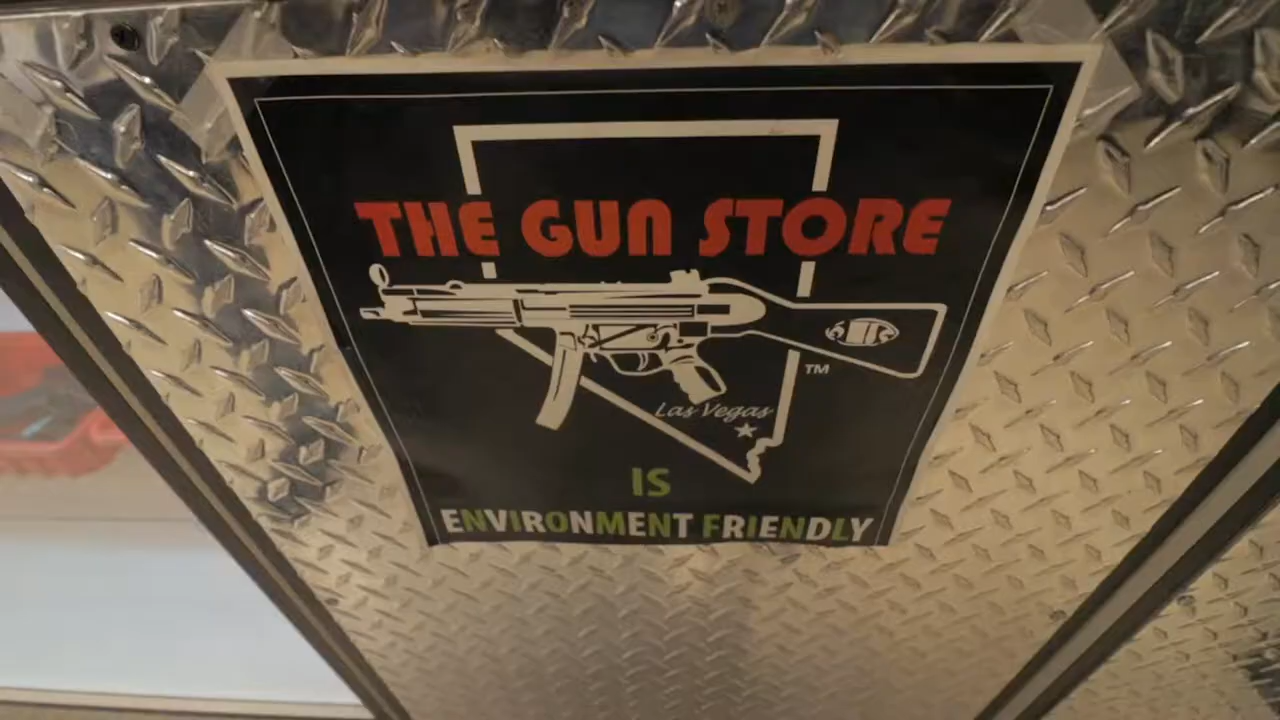 THE GUN STORE
TM
Las Vegas
IS
ENVIRONMENT FRIENDLY